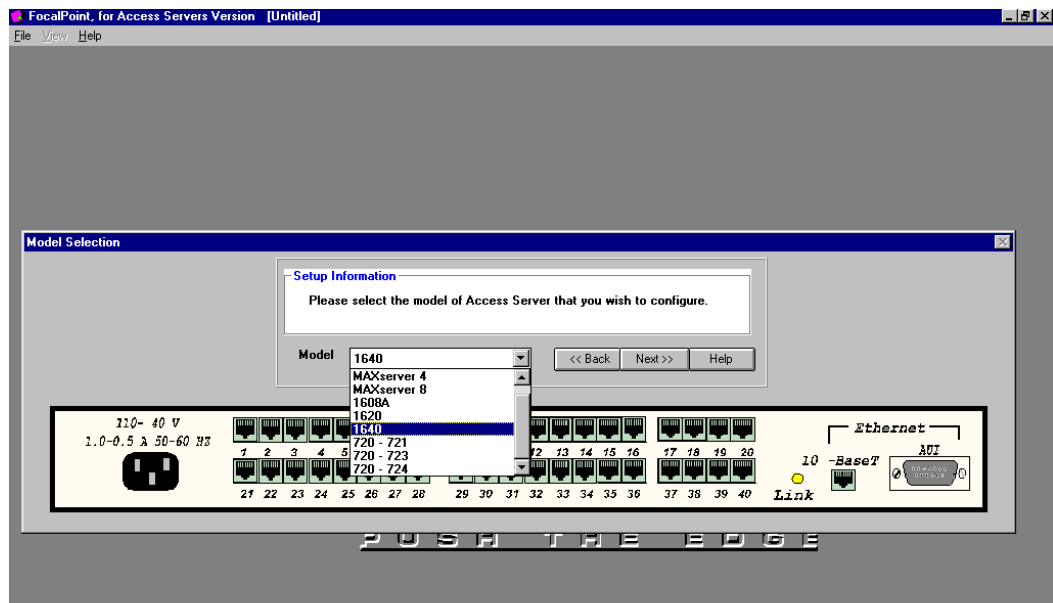 FocalPoint, for Access Servers Version [Untitled]
File View Help
Model Selection
Setup Information
Please select the model of Access Server that you wish to configure.
Model 1640 << Back Next >> Help
MAXserver 4
MAXserver 8
1608A
1620
1640
720 - 721
720 - 723
720 - 724
110- 40 V
1.0-0.5 A 50-60 HZ
1 2 3 4 5 12 13 14 15 16 17 18 19 20
21 22 23 24 25 26 27 28 29 30 31 32 33 34 35 36 37 38 39 40
Ethernet
10 -BaseT AUI
Link
PUSH THE EDGE